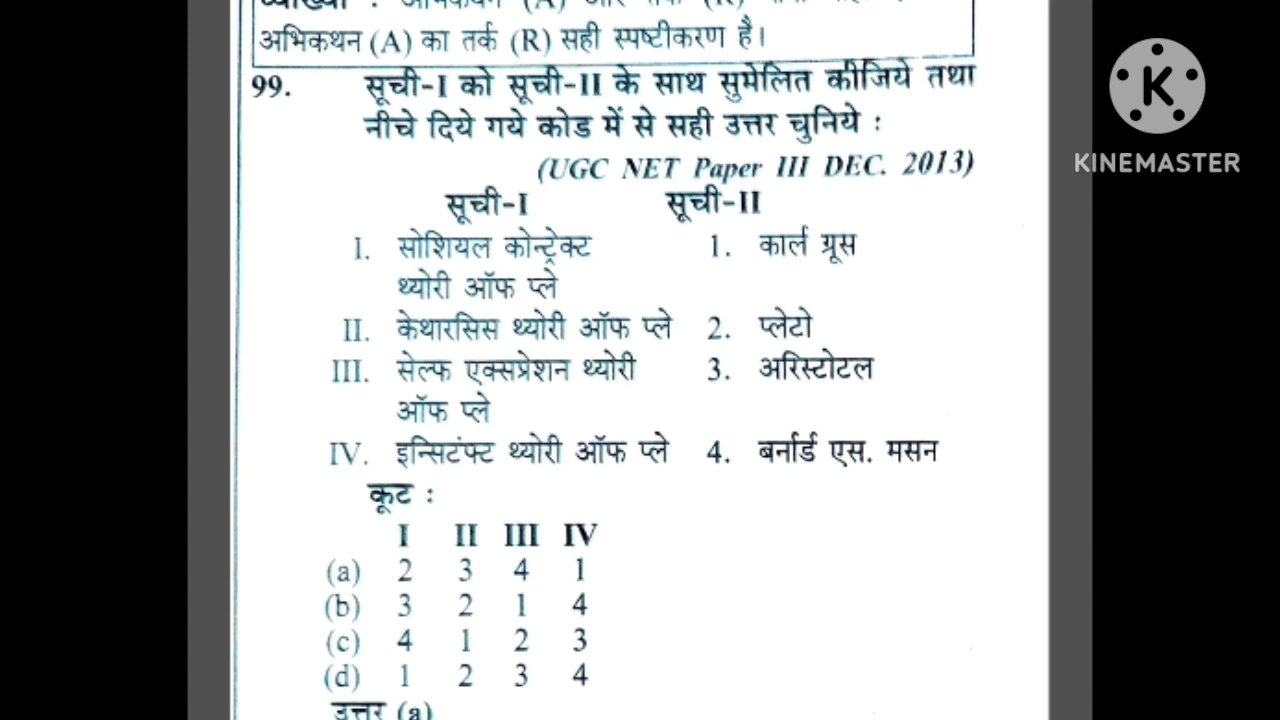 अभिकथन (A) का तर्क (R) सही स्पष्टीकरण है।
99. सूची-I को सूची-II के साथ सुमेलित कीजिये तथा
नीचे दिये गये कोड में से सही उत्तर चुनिये :
(UGC NET Paper III DEC. 2013)
सूची-I सूची-II
I. सोशियल कोन्ट्रेक्ट 1. कार्ल ग्रूस
थ्योरी ऑफ प्ले
II. केथारसिस थ्योरी ऑफ प्ले 2. प्लेटो
III. सेल्फ एक्सप्रेशन थ्योरी 3. अरिस्टोटल
ऑफ प्ले
IV. इन्सिटंफ्ट थ्योरी ऑफ प्ले 4. बर्नार्ड एस. मसन
कूट :
I II III IV
(a) 2 3 4 1
(b) 3 2 1 4
(c) 4 1 2 3
(d) 1 2 3 4
उत्तर (a)
K
KINEMASTER